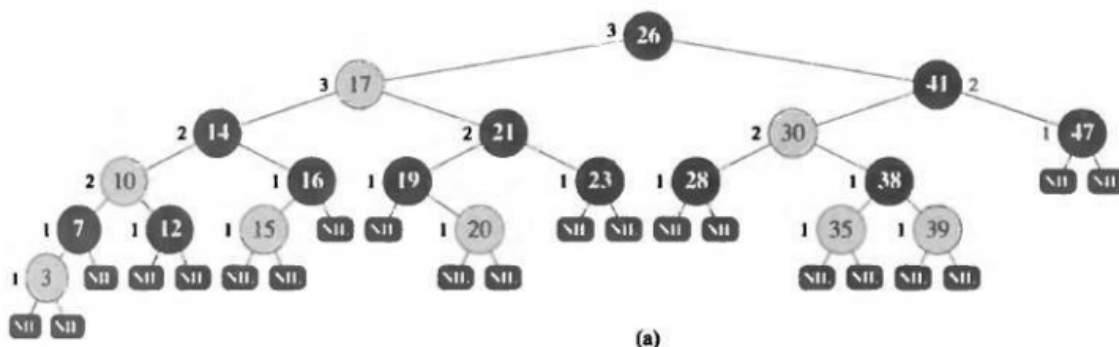 3 26
3 17 41 2
2 14 2 21 2 30 1 47
2 10 1 16 1 19 1 23 1 28 1 38 NIL NIL
1 7 1 12 1 15 NIL NIL 1 20 NIL NIL NIL NIL 1 35 1 39
1 3 NIL NIL NIL NIL NIL NIL NIL NIL NIL NIL NIL
NIL NIL
(a)